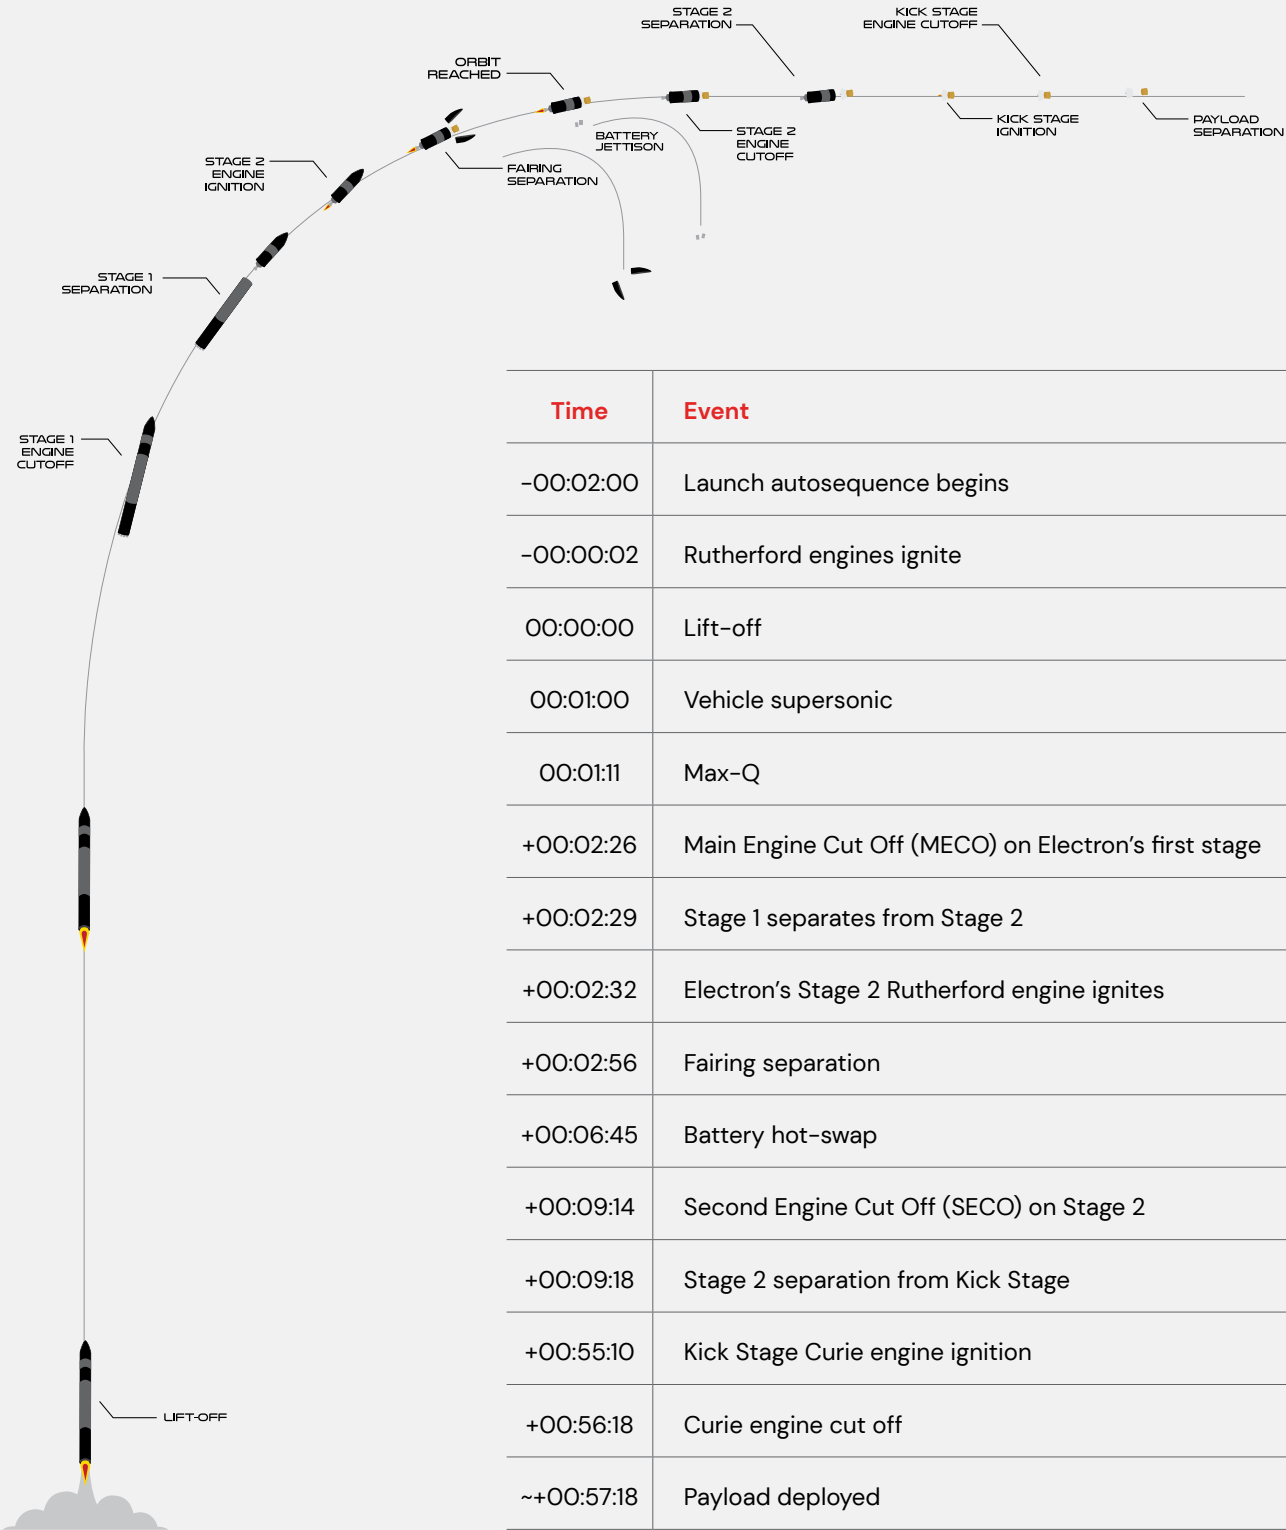 STAGE 2
SEPARATION
KICK STAGE
ENGINE CUTOFF
ORBIT
REACHED
KICK STAGE
IGNITION
PAYLOAD
SEPARATION
BATTERY
JETTISON
STAGE 2
ENGINE
CUTOFF
STAGE 2
ENGINE
IGNITION
FAIRING
SEPARATION
STAGE 1
SEPARATION
STAGE 1
ENGINE
CUTOFF
LIFT-OFF
Time Event
-00:02:00 Launch autosequence begins
-00:00:02 Rutherford engines ignite
00:00:00 Lift-off
00:01:00 Vehicle supersonic
00:01:11 Max-Q
+00:02:26 Main Engine Cut Off (MECO) on Electron's first stage
+00:02:29 Stage 1 separates from Stage 2
+00:02:32 Electron's Stage 2 Rutherford engine ignites
+00:02:56 Fairing separation
+00:06:45 Battery hot-swap
+00:09:14 Second Engine Cut Off (SECO) on Stage 2
+00:09:18 Stage 2 separation from Kick Stage
+00:55:10 Kick Stage Curie engine ignition
+00:56:18 Curie engine cut off
~+00:57:18 Payload deployed